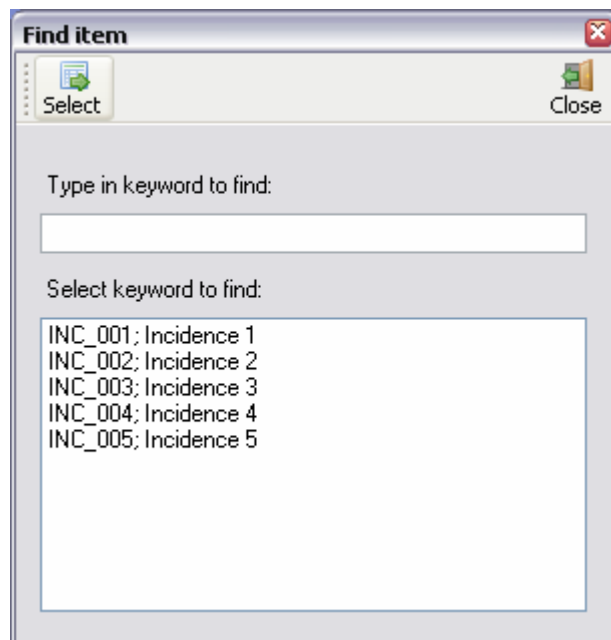 Find item
Select
Close
Type in keyword to find:
Select keyword to find:
INC_001; Incidence 1
INC_002; Incidence 2
INC_003; Incidence 3
INC_004; Incidence 4
INC_005; Incidence 5